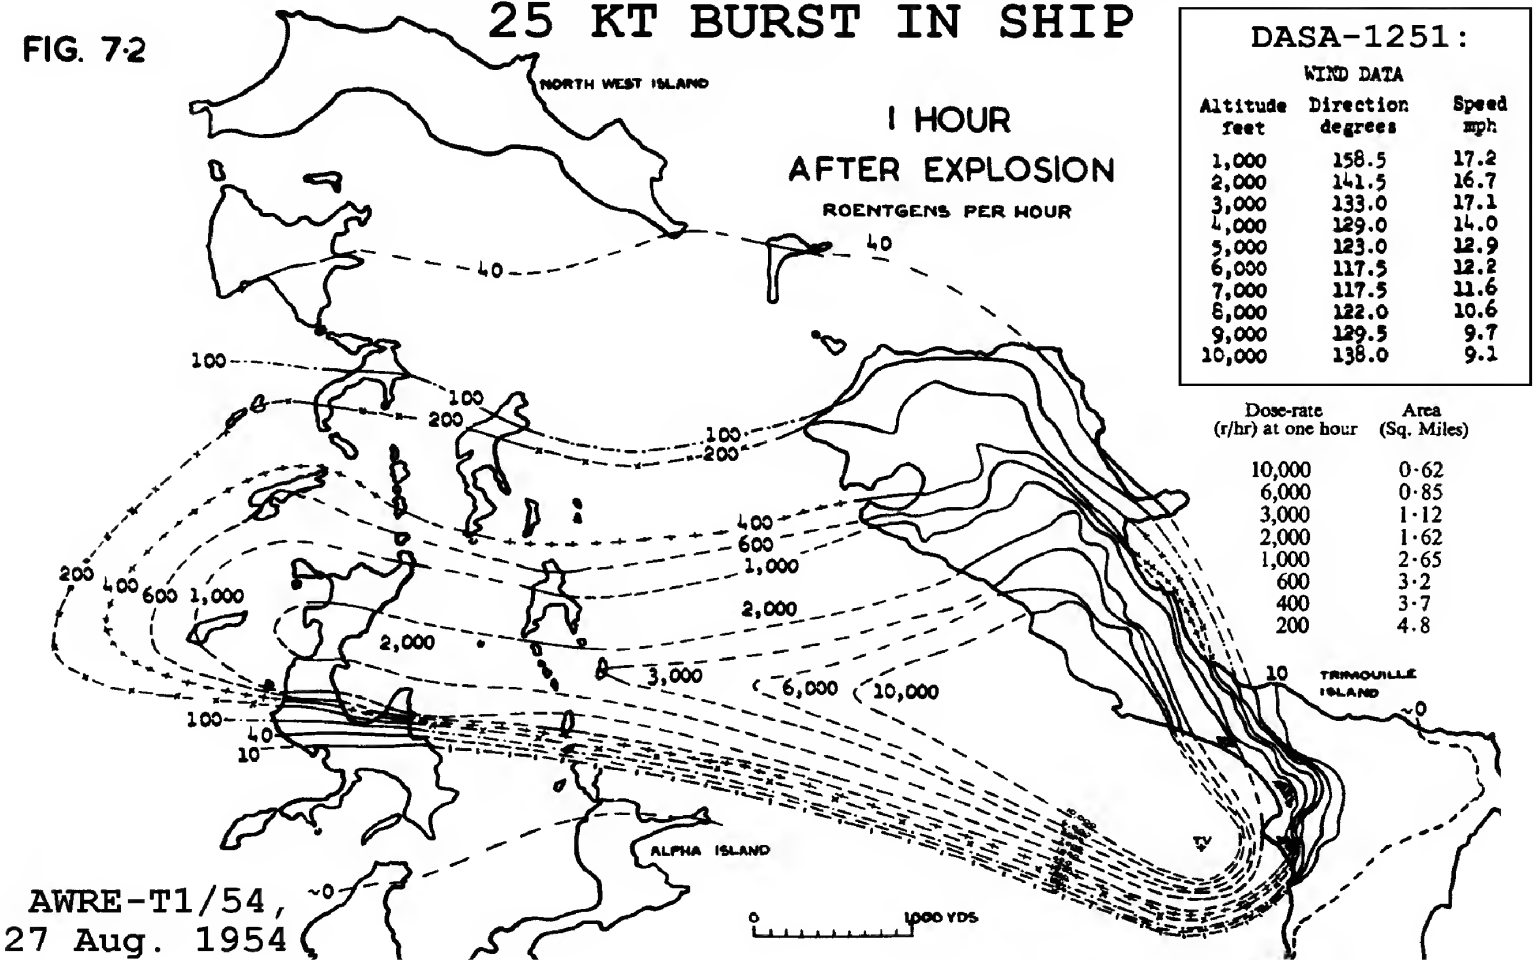 25 KT BURST IN SHIP
FIG. 7·2
NORTH WEST ISLAND
1 HOUR
AFTER EXPLOSION
ROENTGENS PER HOUR
DASA-1251:
WIND DATA
Altitude Direction Speed
feet degrees mph
1,000 158.5 17.2
2,000 141.5 16.7
3,000 133.0 17.1
4,000 129.0 14.0
5,000 123.0 12.9
6,000 117.5 12.2
7,000 117.5 11.6
8,000 122.0 10.6
9,000 129.5 9.7
10,000 138.0 9.1
Dose-rate Area
(r/hr) at one hour (Sq. Miles)
10,000 0·62
6,000 0·85
3,000 1·12
2,000 1·62
1,000 2·65
600 3·2
400 3·7
200 4·8
40
40
100
100
200
100
200
400
600
1,000
200
400
600
1,000
2,000
2,000
3,000
6,000
10,000
10
TRIMOUILLE
ISLAND
~0
100
40
10
TV
ALPHA ISLAND
~0
0 1000 YDS
AWRE-T1/54,
27 Aug. 1954